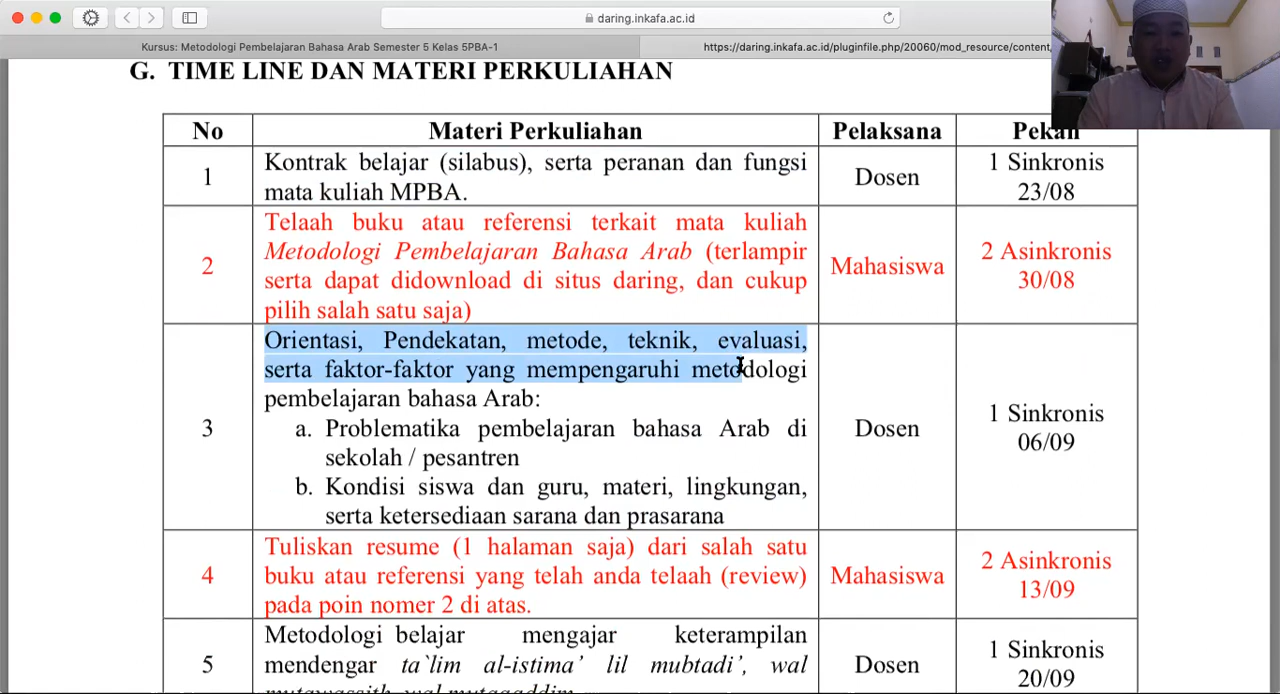 daring.inkafa.ac.id
Kursus: Metodologi Pembelajaran Bahasa Arab Semester 5 Kelas 5PBA-1
https://daring.inkafa.ac.id/pluginfile.php/20060/mod_resource/content,
G. TIME LINE DAN MATERI PERKULIAHAN
No Materi Perkuliahan Pelaksana Pekan
1
Kontrak belajar (silabus), serta peranan dan fungsi
mata kuliah MPBA.
Dosen
1 Sinkronis
23/08
2
Telaah buku atau referensi terkait mata kuliah
Metodologi Pembelajaran Bahasa Arab (terlampir
serta dapat didownload di situs daring, dan cukup
pilih salah satu saja)
Mahasiswa
2 Asinkronis
30/08
3
Orientasi, Pendekatan, metode, teknik, evaluasi,
serta faktor-faktor yang mempengaruhi metodologi
pembelajaran bahasa Arab:
a. Problematika pembelajaran bahasa Arab di
sekolah / pesantren
b. Kondisi siswa dan guru, materi, lingkungan,
serta ketersediaan sarana dan prasarana
Dosen
1 Sinkronis
06/09
4
Tuliskan resume (1 halaman saja) dari salah satu
buku atau referensi yang telah anda telaah (review)
pada poin nomer 2 di atas.
Mahasiswa
2 Asinkronis
13/09
5
Metodologi belajar mengajar keterampilan
mendengar ta`lim al-istima’ lil mubtadi’, wal
mutawassith, wal mutaqaddim
Dosen
1 Sinkronis
20/09